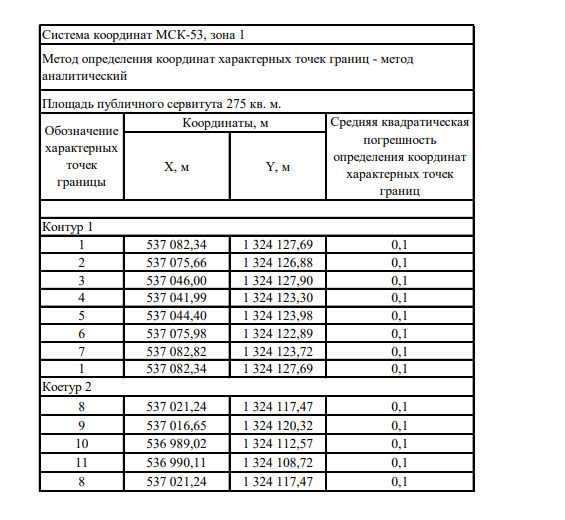 Система координат МСК-53, зона 1
Метод определения координат характерных точек границ - метод
аналитический
Площадь публичного сервитута 275 кв. м.
Обозначение
характерных
точек
границы
Координаты, м
X, м
Y, м
Средняя квадратическая
погрешность
определения координат
характерных точек
границ
Контур 1
1 537 082,34 1 324 127,69 0,1
2 537 075,66 1 324 126,88 0,1
3 537 046,00 1 324 127,90 0,1
4 537 041,99 1 324 123,30 0,1
5 537 044,40 1 324 123,98 0,1
6 537 075,98 1 324 122,89 0,1
7 537 082,82 1 324 123,72 0,1
1 537 082,34 1 324 127,69 0,1
Коетур 2
8 537 021,24 1 324 117,47 0,1
9 537 016,65 1 324 120,32 0,1
10 536 989,02 1 324 112,57 0,1
11 536 990,11 1 324 108,72 0,1
8 537 021,24 1 324 117,47 0,1